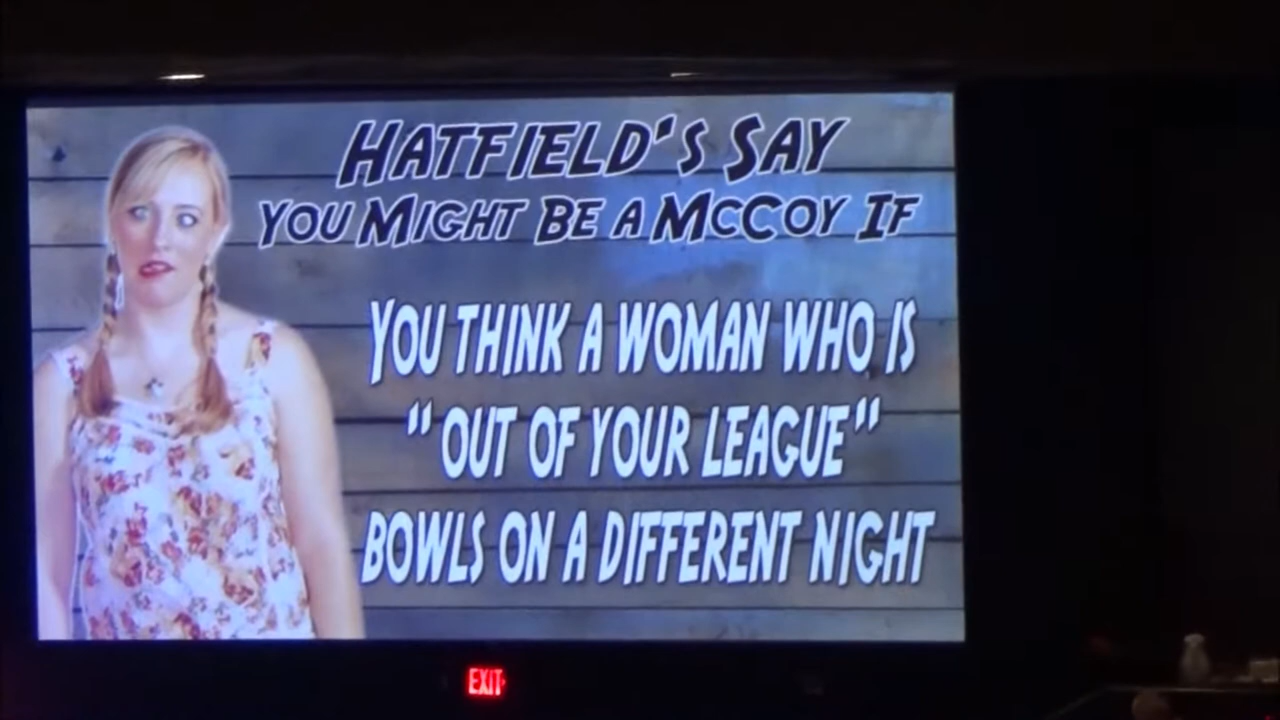 HATFIELD'S SAY
YOU MIGHT BE A MCCOY IF
YOU THINK A WOMAN WHO IS
"OUT OF YOUR LEAGUE"
BOWLS ON A DIFFERENT NIGHT
EXIT